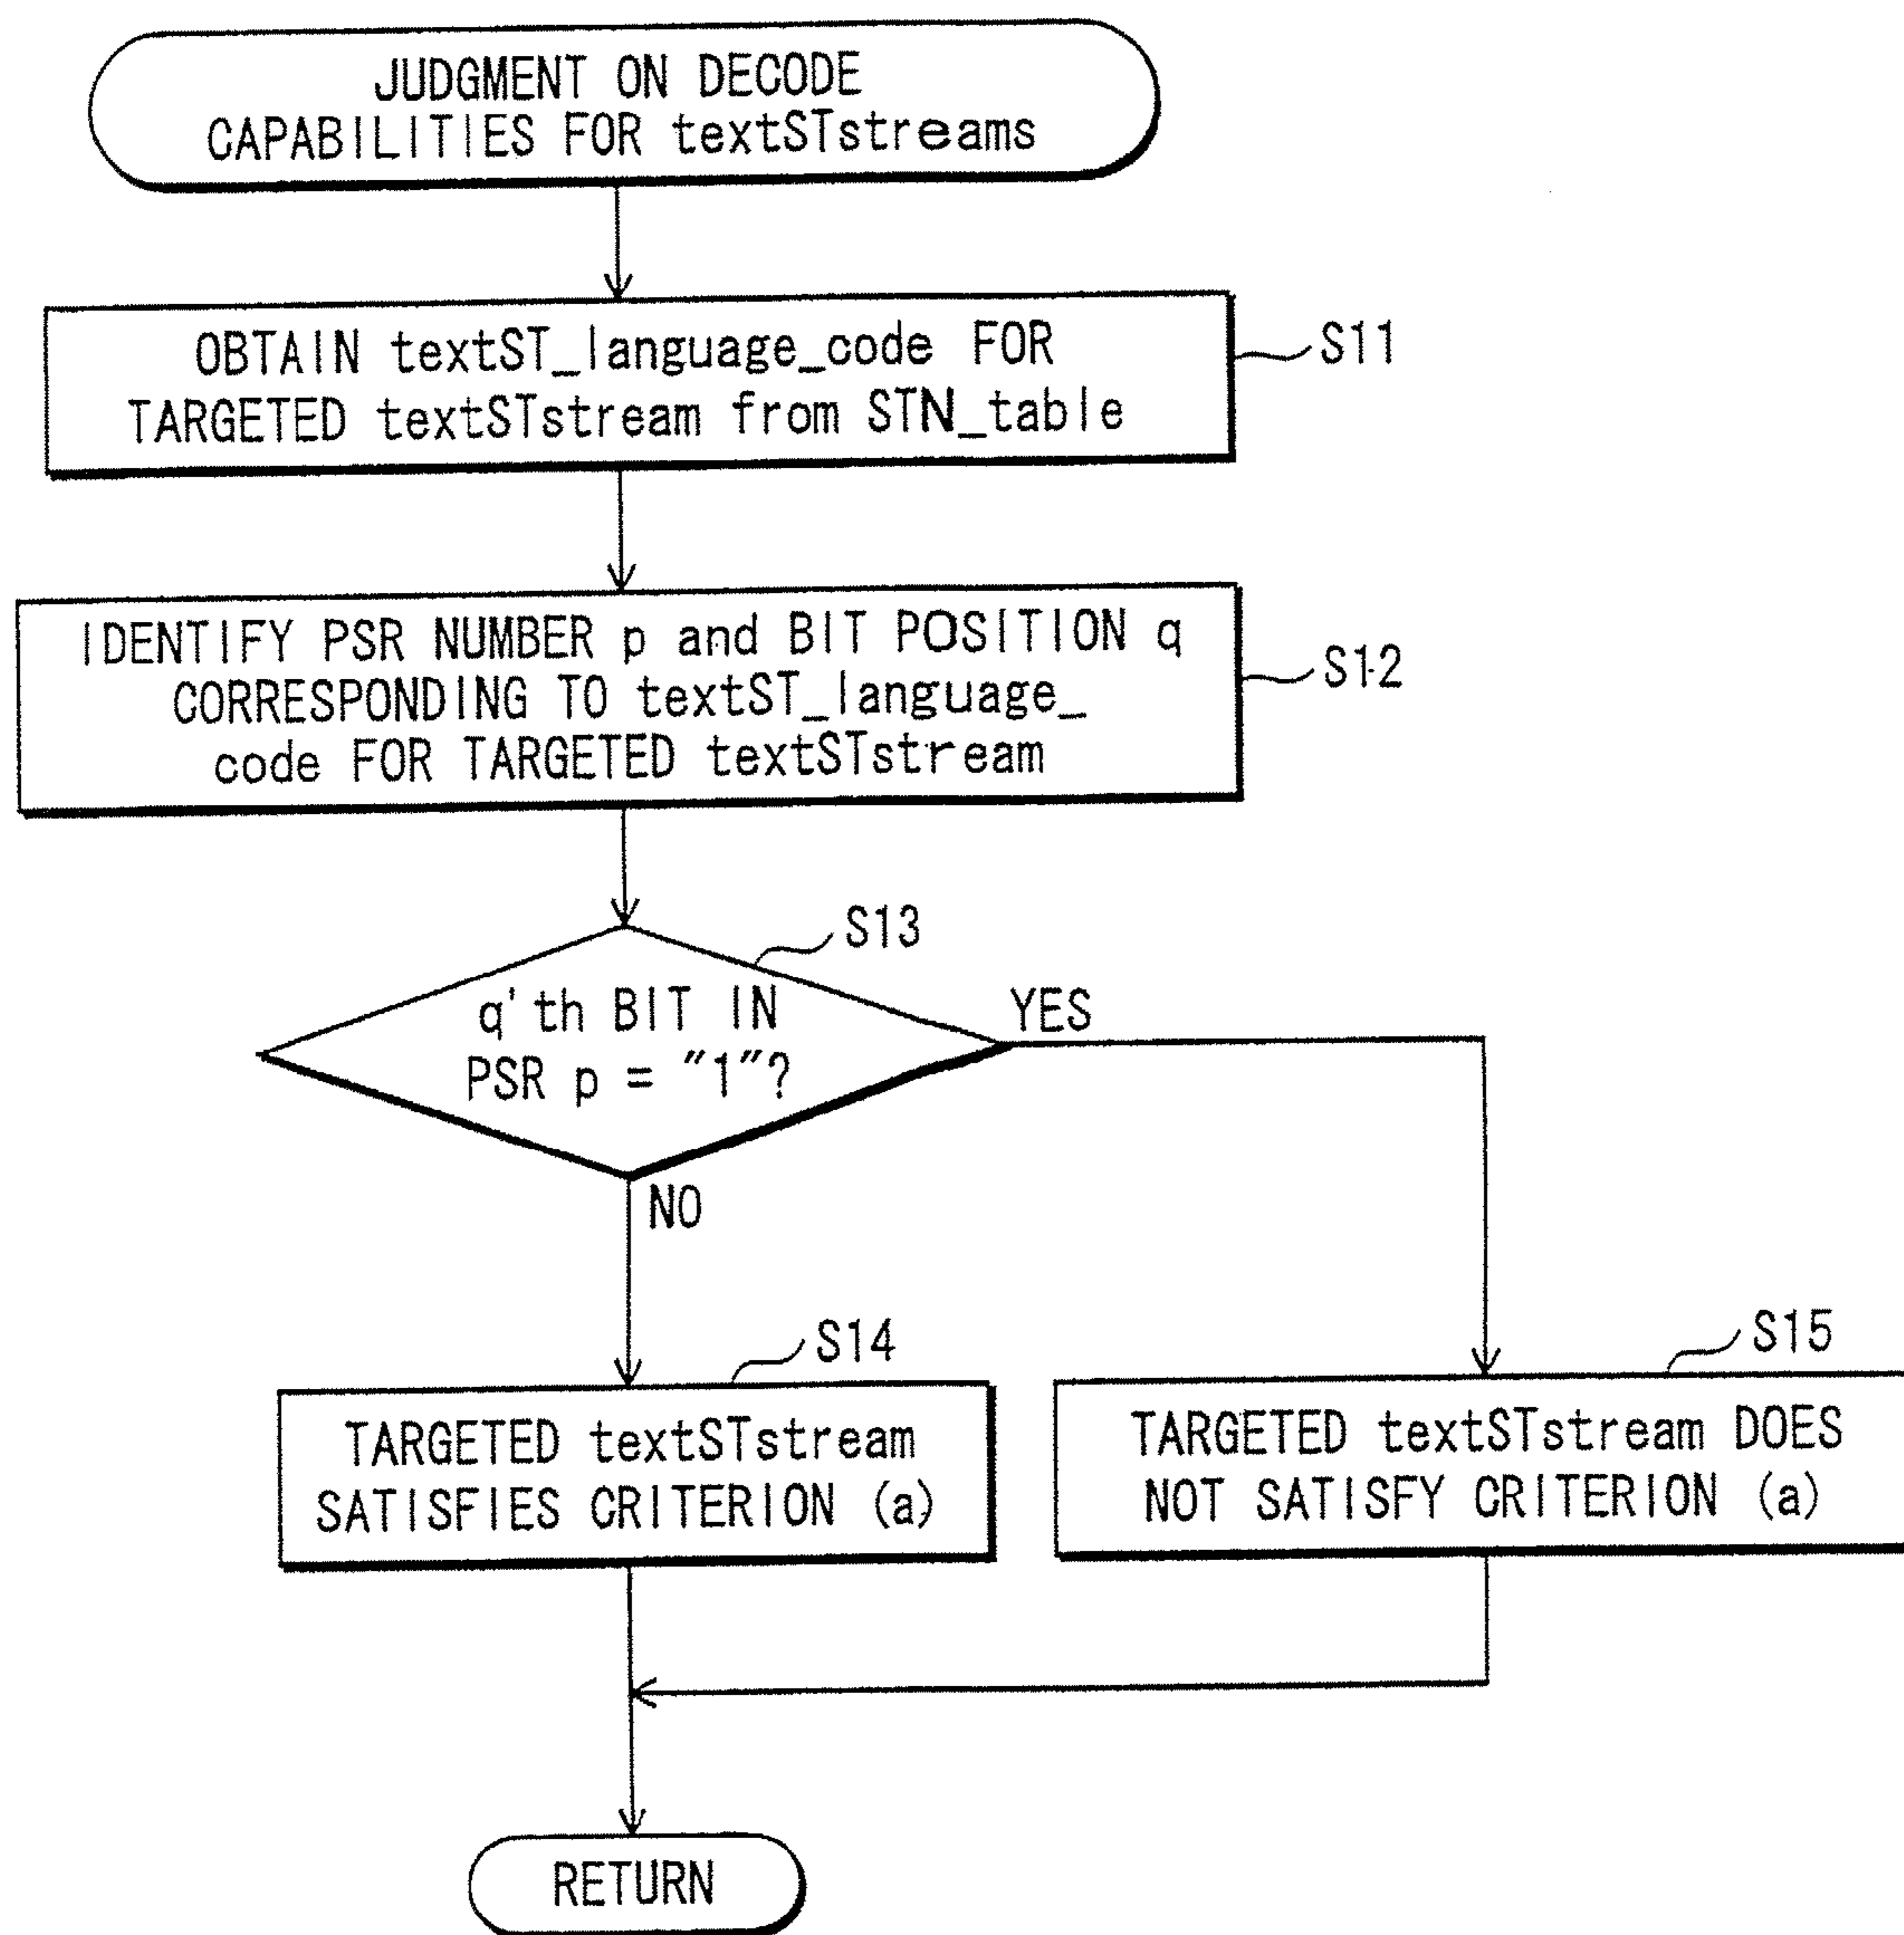 JUDGMENT ON DECODE
CAPABILITIES FOR textSTstreams
OBTAIN textST_language_code FOR
TARGETED textSTstream from STN_table
S11
IDENTIFY PSR NUMBER p and BIT POSITION q
CORRESPONDING TO textST_language_
code FOR TARGETED textSTstream
S12
S13
q'th BIT IN
PSR p = "1"?
YES
NO
S14
S15
TARGETED textSTstream
SATISFIES CRITERION (a)
TARGETED textSTstream DOES
NOT SATISFY CRITERION (a)
RETURN